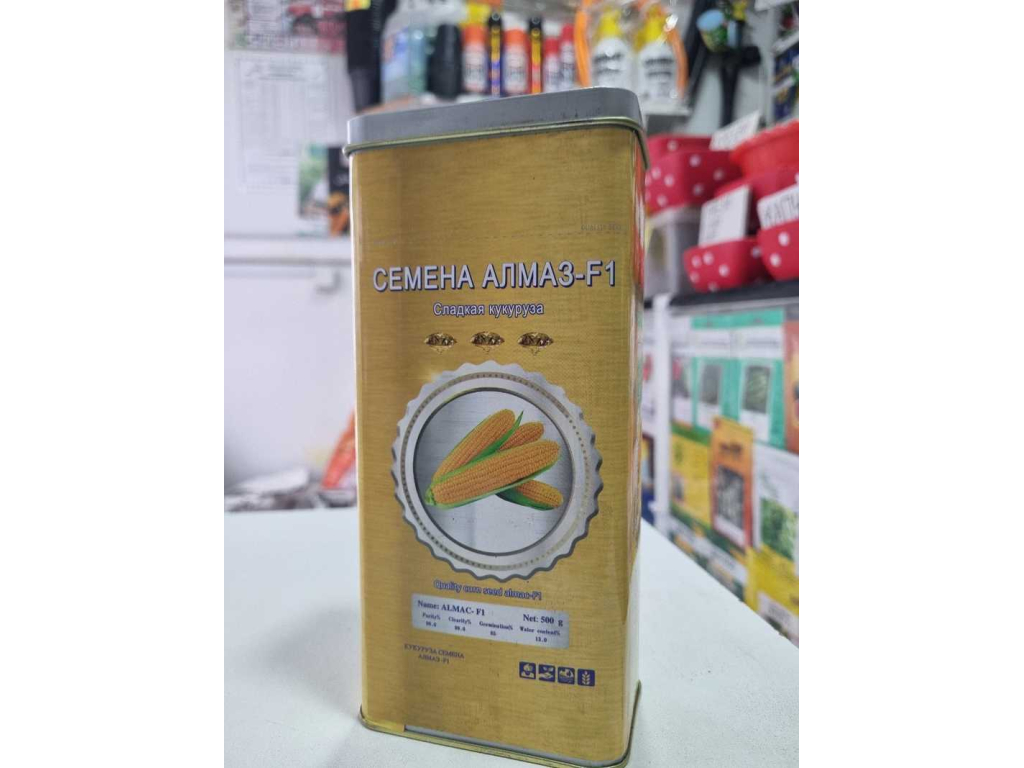 СЕМЕНА АЛМАЗ-F1
Сладкая кукуруза
Quality corn seed almac-F1
Name: ALMAC- F1 Net: 500 g
Purity% Clearity% Germination% Water content%
КУКУРУЗА СЕМЕНА
АЛМАЗ-F1